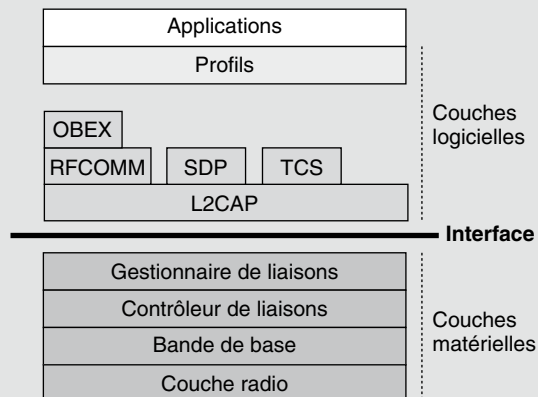 Applications
Profils
OBEX
RFCOMM SDP TCS
L2CAP
Couches
logicielles
Interface
Gestionnaire de liaisons
Contrôleur de liaisons
Bande de base
Couche radio
Couches
matérielles